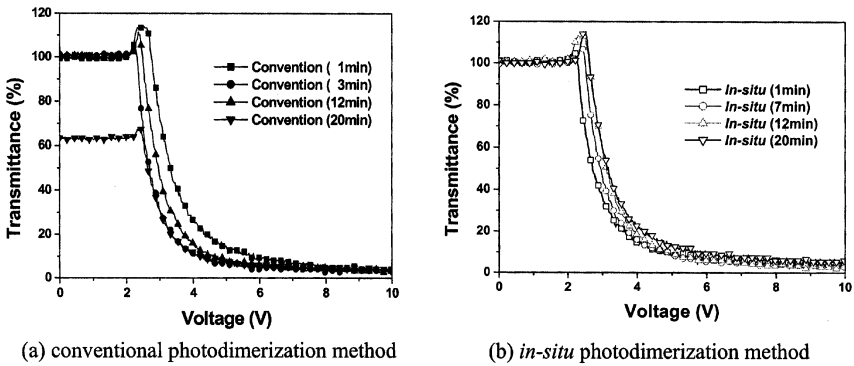 120
100
80
60
40
20
0
Transmittance (%)
Convention ( 1min)
Convention ( 3min)
Convention (12min)
Convention (20min)
0 2 4 6 8 10
Voltage (V)
(a) conventional photodimerization method
120
100
80
60
40
20
0
Transmittance (%)
In-situ (1min)
In-situ (7min)
In-situ (12min)
In-situ (20min)
0 2 4 6 8 10
Voltage (V)
(b) in-situ photodimerization method